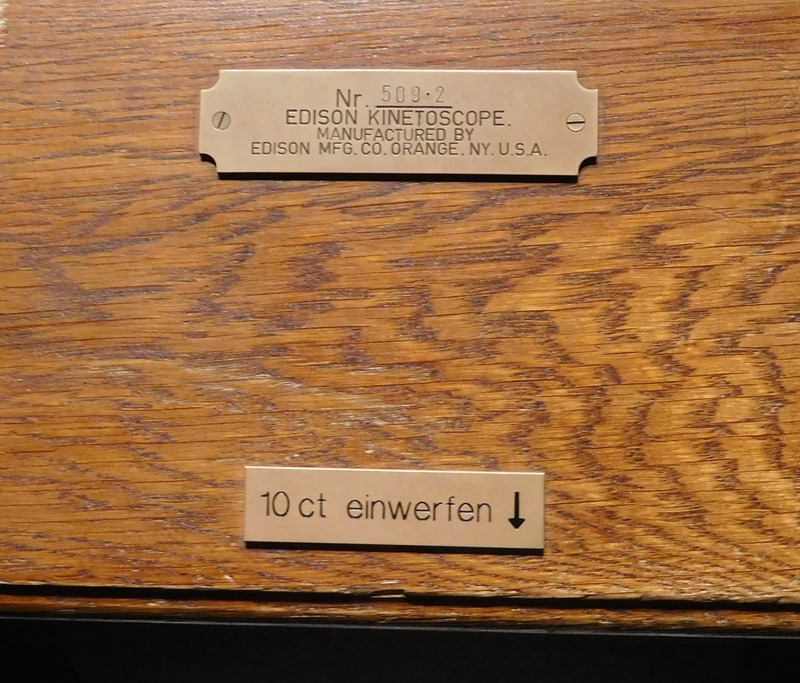 Nr. 509·2
EDISON KINETOSCOPE.
MANUFACTURED BY
EDISON MFG. CO. ORANGE. NY. U.S.A.
10 ct einwerfen ↓